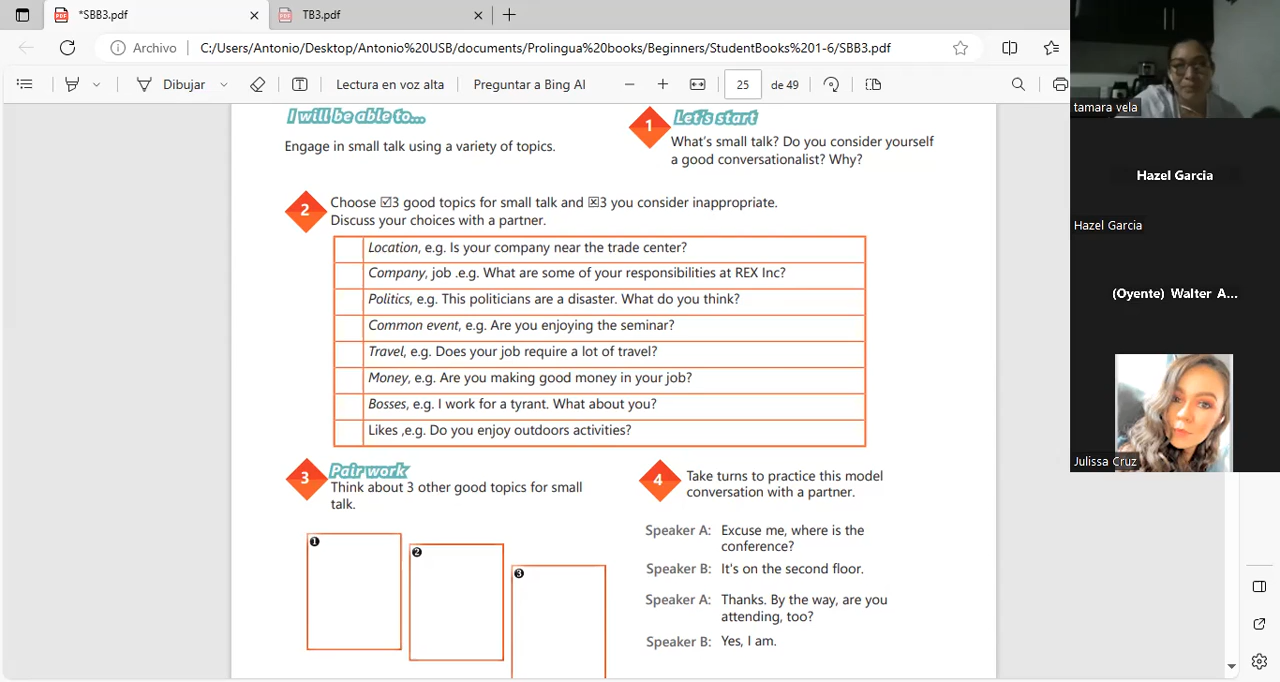 *SBB3.pdf
TB3.pdf
Archivo
C:/Users/Antonio/Desktop/Antonio%20USB/documents/Prolingua%20books/Beginners/StudentBooks%201-6/SBB3.pdf
Dibujar
Lectura en voz alta
Preguntar a Bing AI
25
de 49
I will be able to...
Engage in small talk using a variety of topics.
1
Let's start
What's small talk? Do you consider yourself
a good conversationalist? Why?
2
Choose ☑3 good topics for small talk and ☒3 you consider inappropriate.
Discuss your choices with a partner.
Location, e.g. Is your company near the trade center?
Company, job .e.g. What are some of your responsibilities at REX Inc?
Politics, e.g. This politicians are a disaster. What do you think?
Common event, e.g. Are you enjoying the seminar?
Travel, e.g. Does your job require a lot of travel?
Money, e.g. Are you making good money in your job?
Bosses, e.g. I work for a tyrant. What about you?
Likes ,e.g. Do you enjoy outdoors activities?
3
Pair work
Think about 3 other good topics for small
talk.
1
2
3
4
Take turns to practice this model
conversation with a partner.
Speaker A: Excuse me, where is the
conference?
Speaker B: It's on the second floor.
Speaker A: Thanks. By the way, are you
attending, too?
Speaker B: Yes, I am.
tamara vela
Hazel Garcia
Hazel Garcia
(Oyente) Walter A...
Julissa Cruz